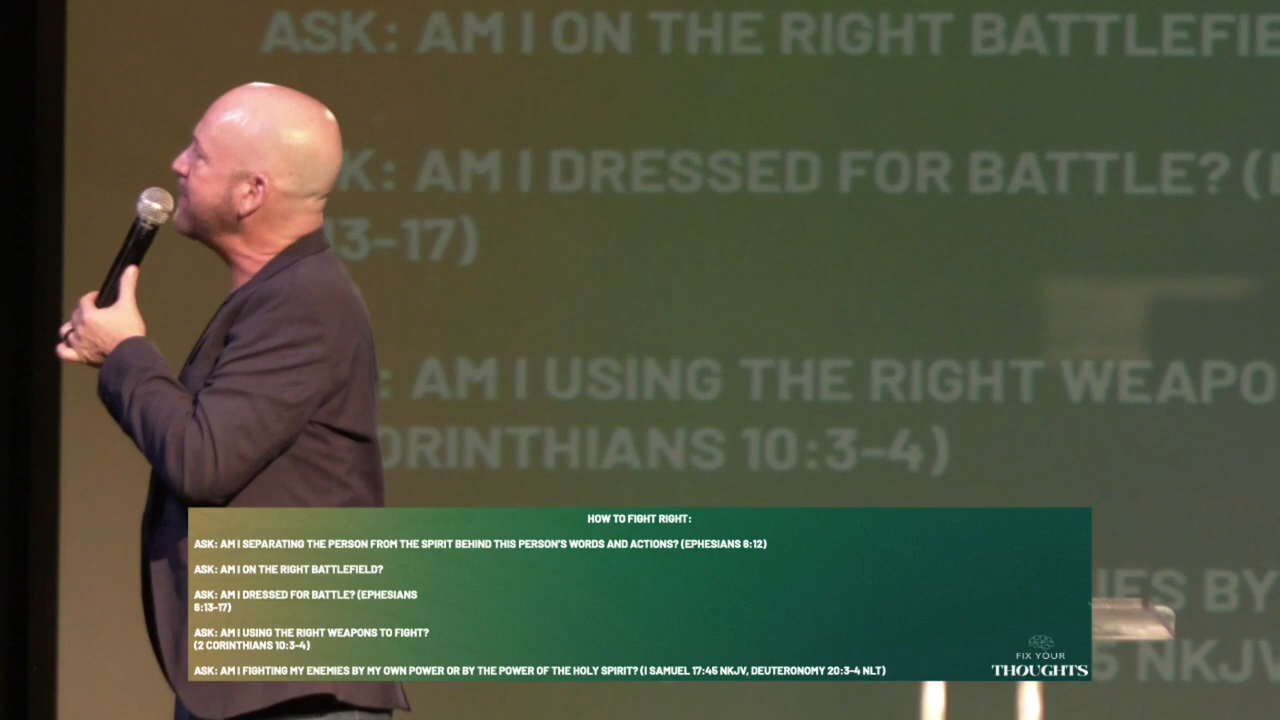 ASK: AM I ON THE RIGHT BATTLEFIE
K: AM I DRESSED FOR BATTLE? (
13-17)
: AM I USING THE RIGHT WEAPO
ORINTHIANS 10:3-4)
IES BY
5 NKJV
HOW TO FIGHT RIGHT:
ASK: AM I SEPARATING THE PERSON FROM THE SPIRIT BEHIND THIS PERSON'S WORDS AND ACTIONS? (EPHESIANS 6:12)
ASK: AM I ON THE RIGHT BATTLEFIELD?
ASK: AM I DRESSED FOR BATTLE? (EPHESIANS
6:13-17)
ASK: AM I USING THE RIGHT WEAPONS TO FIGHT?
(2 CORINTHIANS 10:3-4)
ASK: AM I FIGHTING MY ENEMIES BY MY OWN POWER OR BY THE POWER OF THE HOLY SPIRIT? (I SAMUEL 17:45 NKJV, DEUTERONOMY 20:3-4 NLT)
FIX YOUR
THOUGHTS